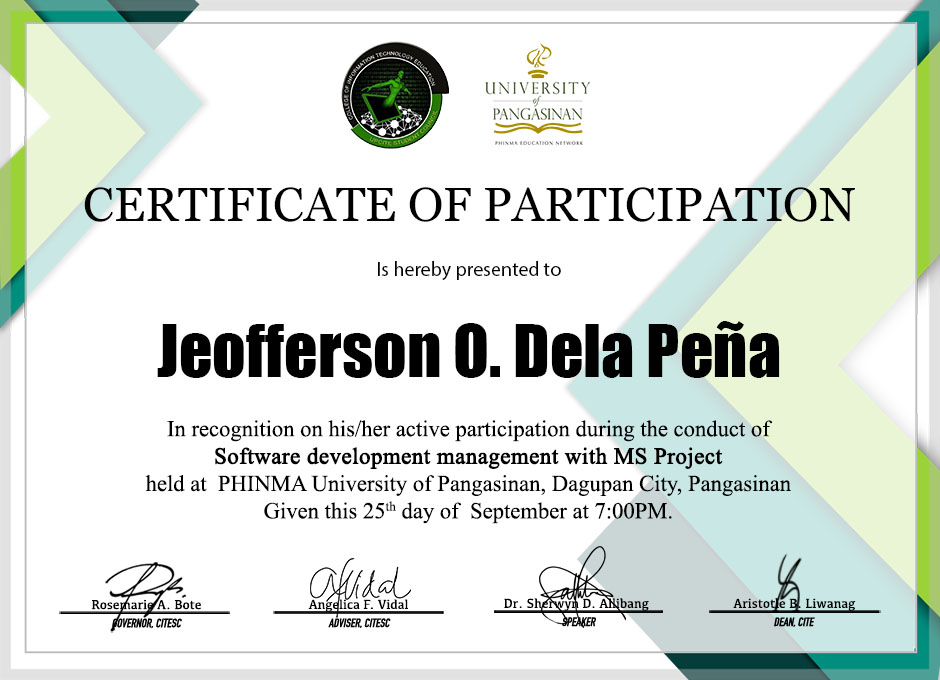 COLLEGE OF INFORMATION TECHNOLOGY EDUCATION
UPCITE STUDENT COUNCIL
UNIVERSITY
of
PANGASINAN
PHINMA EDUCATION NETWORK
CERTIFICATE OF PARTICIPATION
Is hereby presented to
Jeofferson O. Dela Peña
In recognition on his/her active participation during the conduct of
Software development management with MS Project
held at PHINMA University of Pangasinan, Dagupan City, Pangasinan
Given this 25th day of September at 7:00PM.
Rosemarie A. Bote
GOVERNOR, CITESC
Angelica F. Vidal
ADVISER, CITESC
Dr. Sherwyn D. Allibang
SPEAKER
Aristotle B. Liwanag
DEAN, CITE